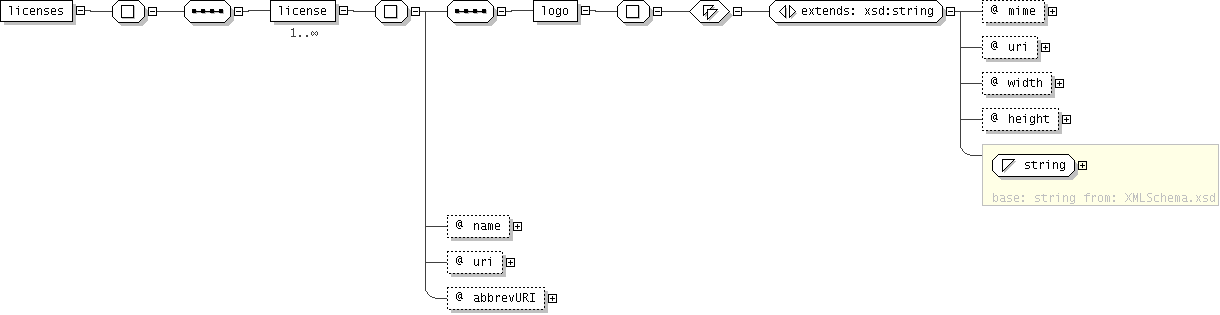 licenses
license
1..∞
logo
extends: xsd:string
@ mime
@ uri
@ width
@ height
string
base: string from: XMLSchema.xsd
@ name
@ uri
@ abbrevURI